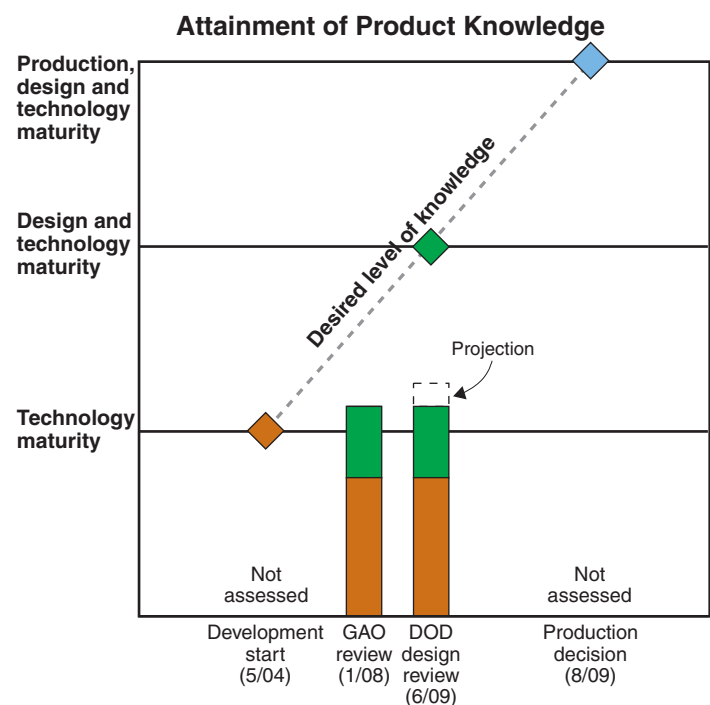 Attainment of Product Knowledge
Production,
design and
technology
maturity
Design and
technology
maturity
Technology
maturity
Desired level of knowledge
Projection
Not
assessed
Not
assessed
Development
start
(5/04)
GAO
review
(1/08)
DOD
design
review
(6/09)
Production
decision
(8/09)